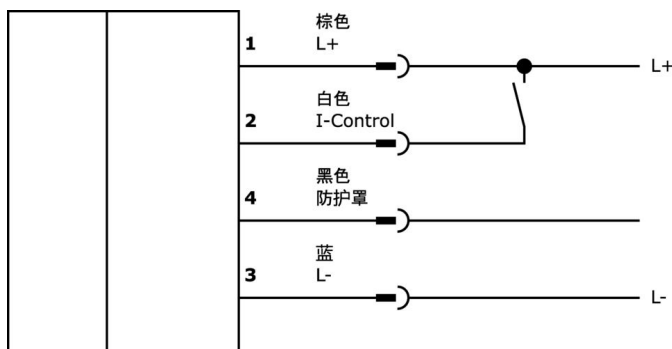 棕色
1 L+
L+
白色
2 I-Control
黑色
4 防护罩
蓝
3 L-
L-